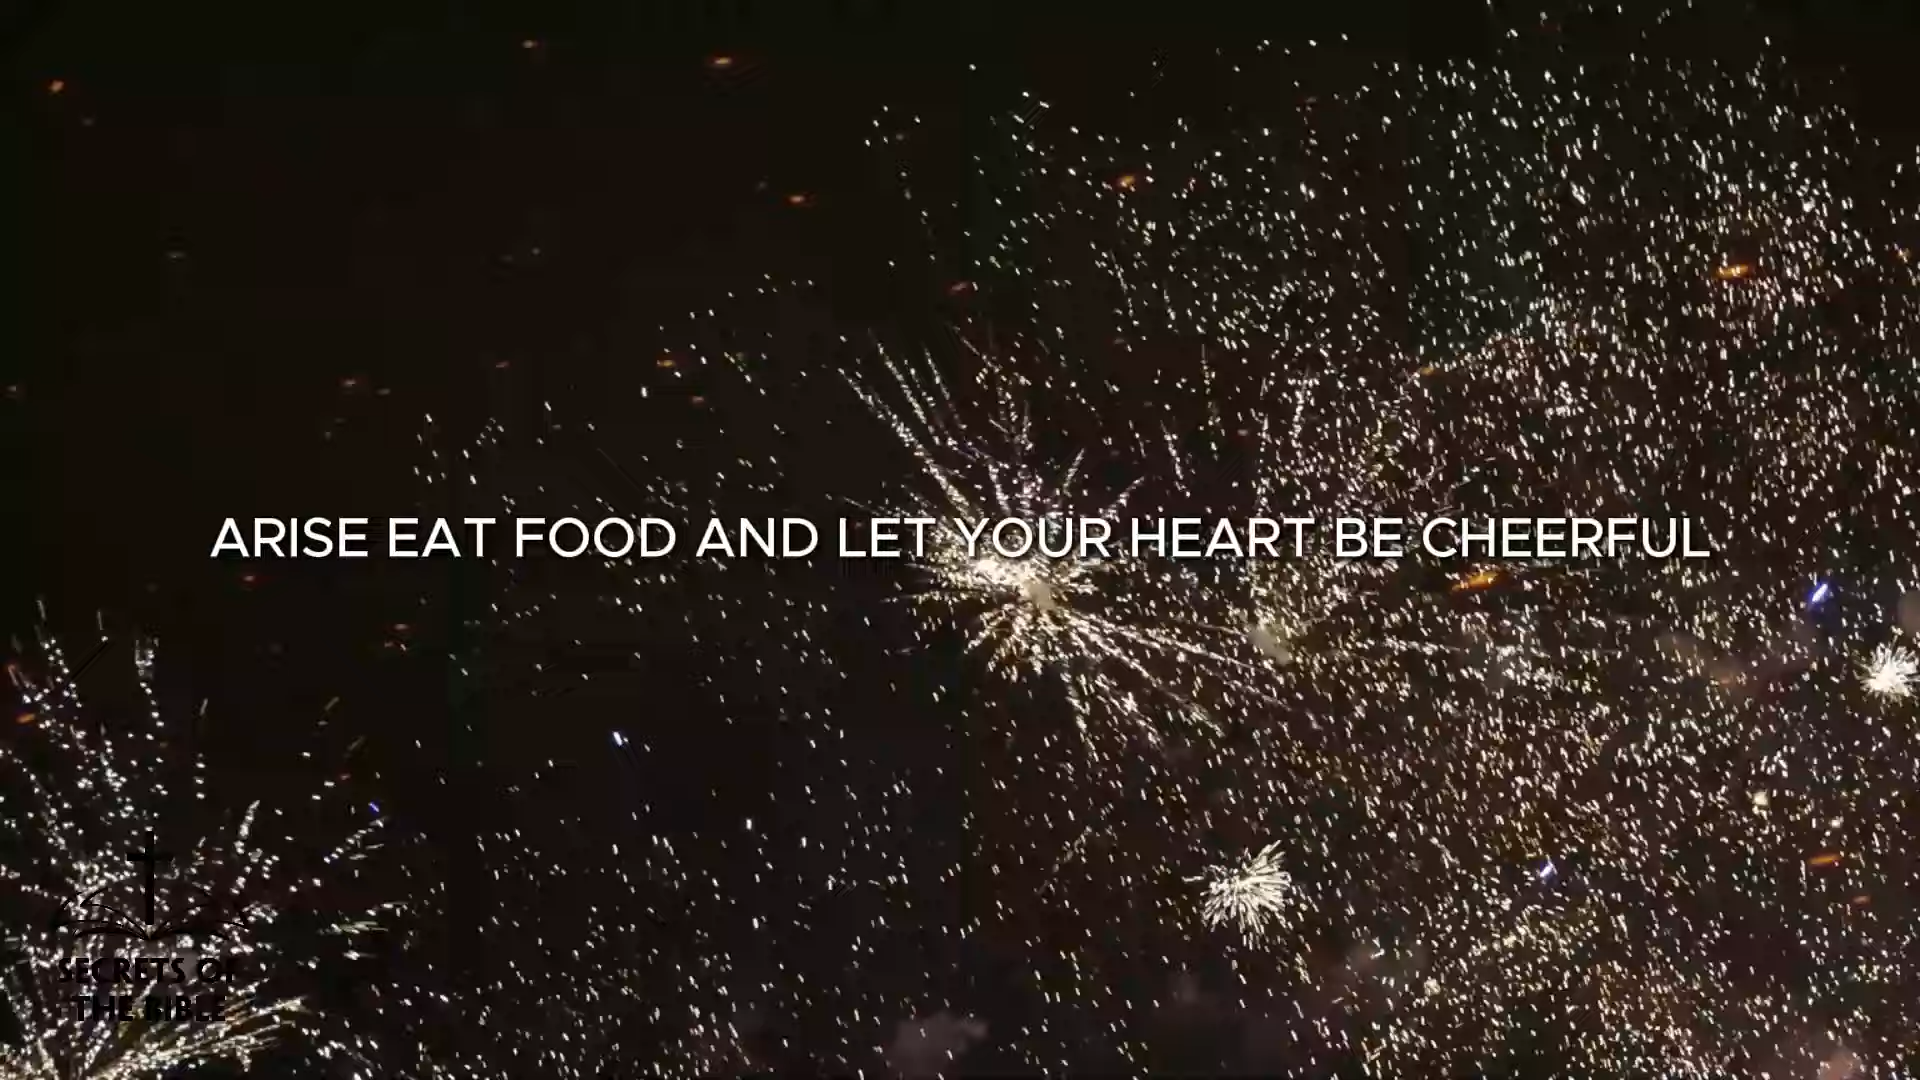 ARISE EAT FOOD AND LET YOUR HEART BE CHEERFUL
SECRETS OF
THE BIBLE